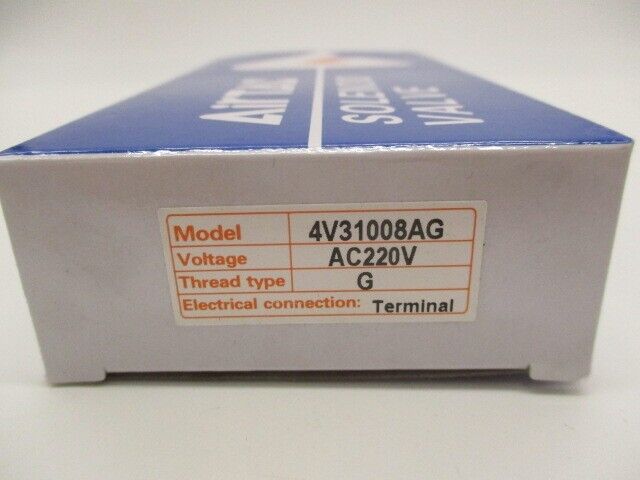 AirTAC
SOLENOID
VALVE
Model 4V31008AG
Voltage AC220V
Thread type G
Electrical connection: Terminal